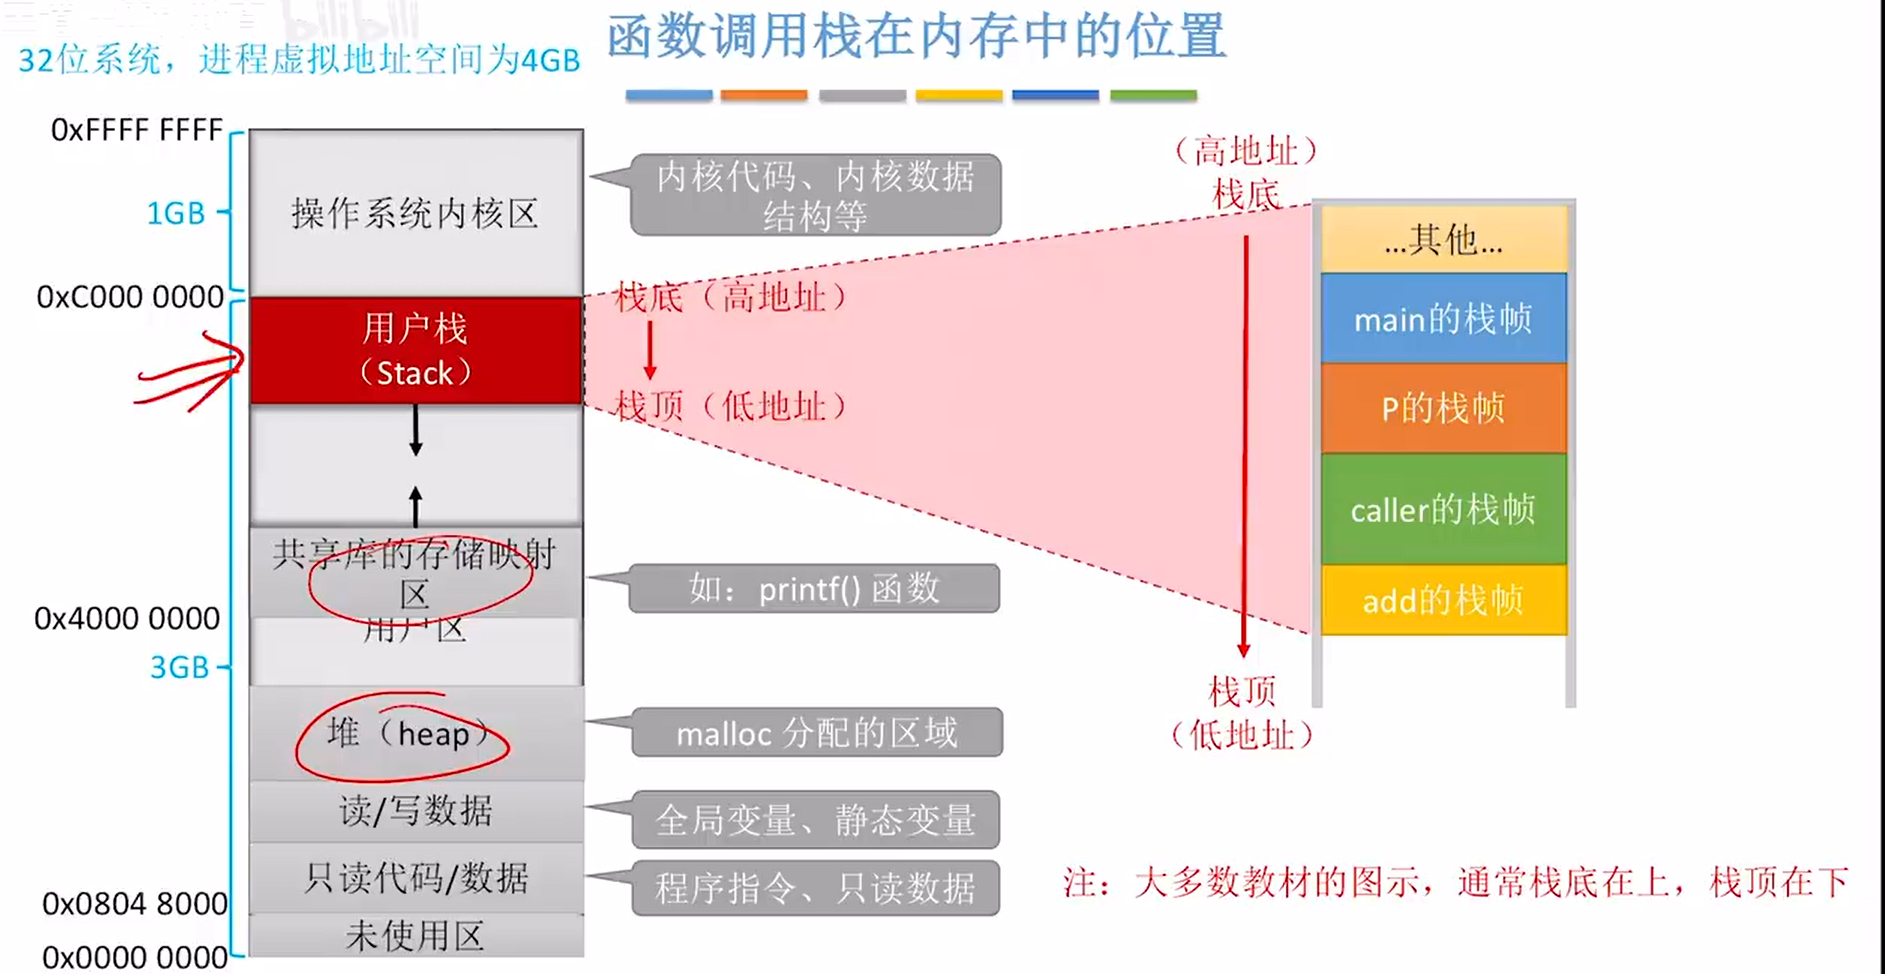 函数调用栈在内存中的位置
32位系统，进程虚拟地址空间为4GB
0xFFFF FFFF
1GB
操作系统内核区
内核代码、内核数据
结构等
0xC000 0000
用户栈
（Stack）
栈底（高地址）
栈顶（低地址）
共享库的存储映射
区
如：printf() 函数
0x4000 0000
用户区
3GB
堆（heap）
malloc 分配的区域
读/写数据
全局变量、静态变量
只读代码/数据
程序指令、只读数据
0x0804 8000
未使用区
0x0000 0000
（高地址）
栈底
...其他...
main的栈帧
P的栈帧
caller的栈帧
add的栈帧
栈顶
（低地址）
注：大多数教材的图示，通常栈底在上，栈顶在下
bilibili